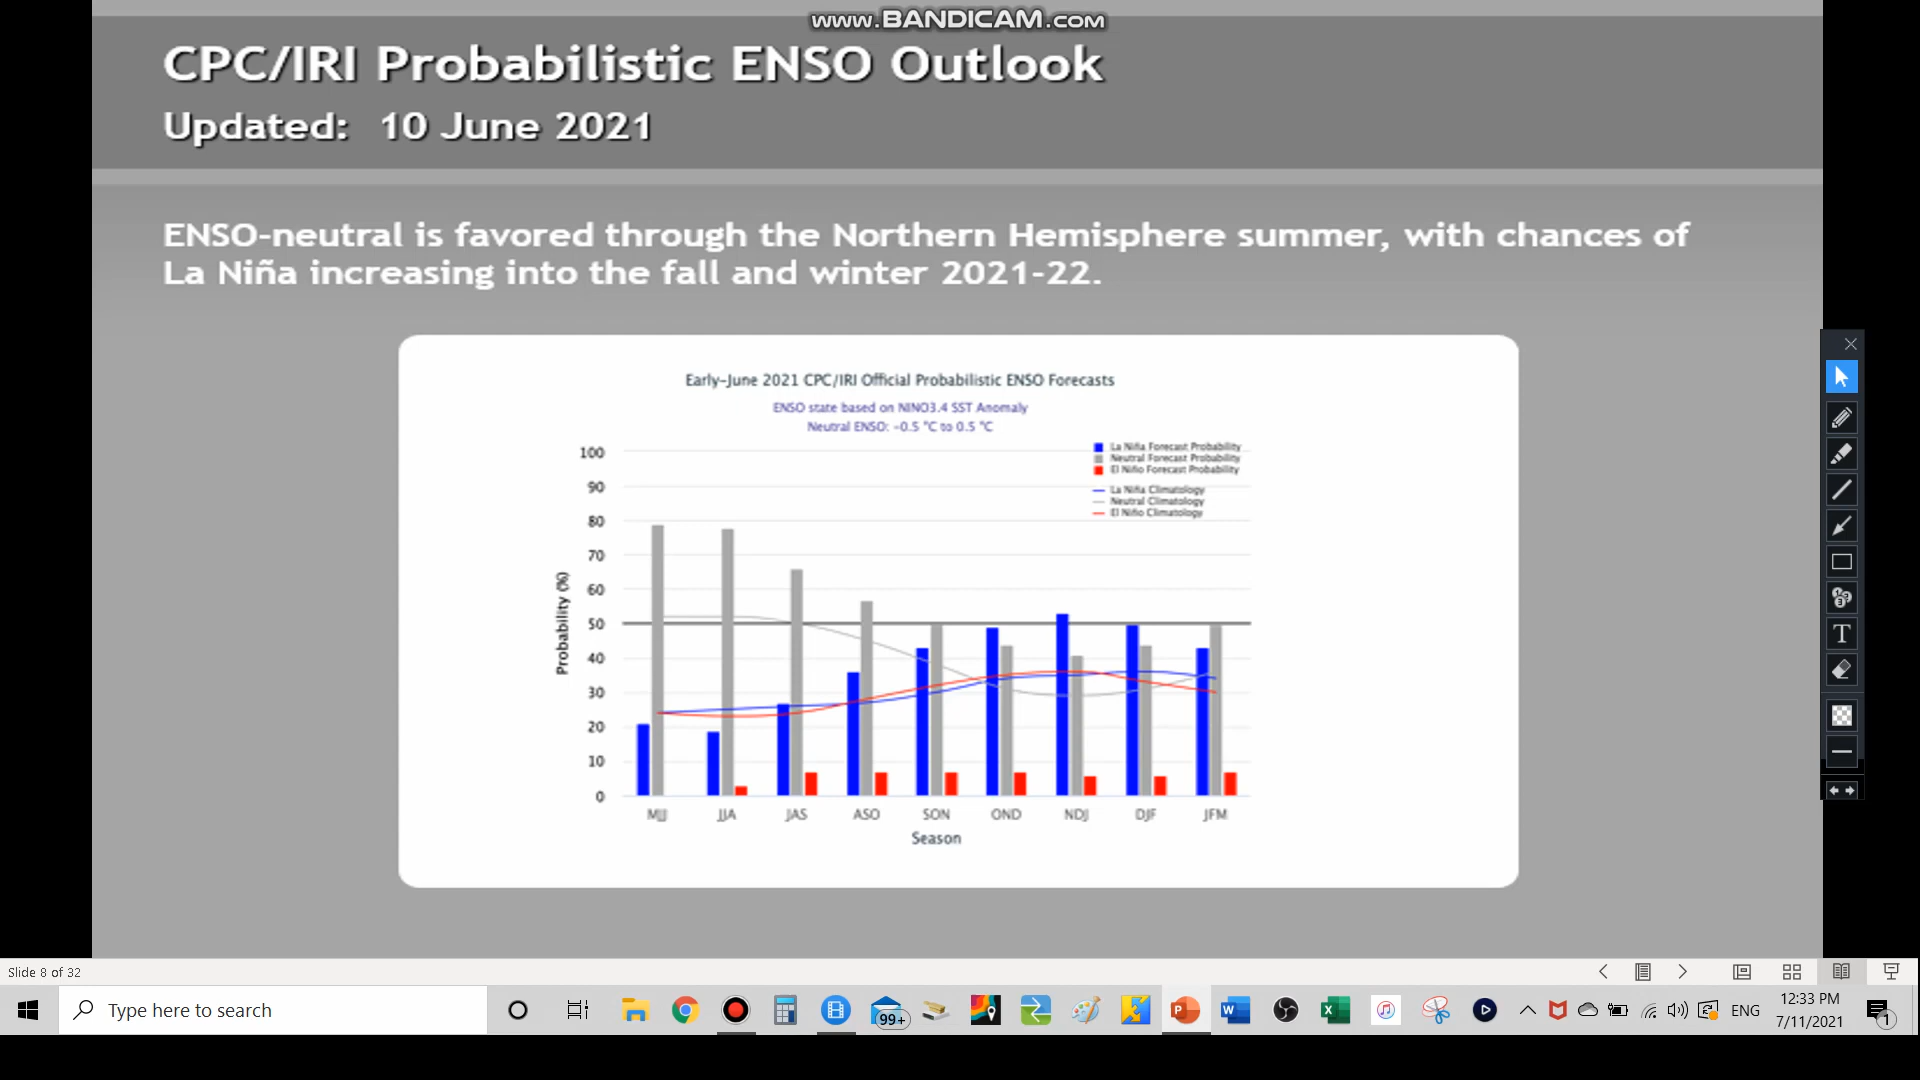 www.BANDICAM.com
CPC/IRI Probabilistic ENSO Outlook
Updated: 10 June 2021
ENSO-neutral is favored through the Northern Hemisphere summer, with chances of
La Niña increasing into the fall and winter 2021-22.
Early-June 2021 CPC/IRI Official Probabilistic ENSO Forecasts
ENSO state based on NINO3.4 SST Anomaly
Neutral ENSO: -0.5 °C to 0.5 °C
La Niña Forecast Probability
Neutral Forecast Probability
El Niño Forecast Probability
La Niña Climatology
Neutral Climatology
El Niño Climatology
Probability (%)
100
90
80
70
60
50
40
30
20
10
0
MJJ JJA JAS ASO SON OND NDJ DJF JFM
Season
T
Slide 8 of 32
Type here to search
99+
ENG
12:33 PM
7/11/2021
1